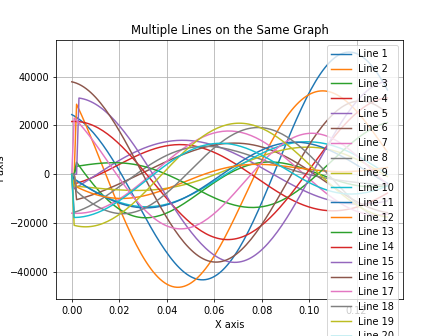 Multiple Lines on the Same Graph
40000
20000
0
−20000
−40000
0.00
0.02
0.04
0.06
0.08
0.10
X axis
Line 1
Line 2
Line 3
Line 4
Line 5
Line 6
Line 7
Line 8
Line 9
Line 10
Line 11
Line 12
Line 13
Line 14
Line 15
Line 16
Line 17
Line 18
Line 19